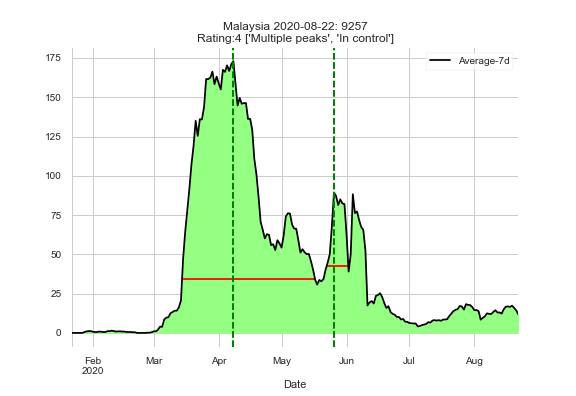 Malaysia 2020-08-22: 9257
Rating:4 ['Multiple peaks', 'In control']
Average-7d
175
150
125
100
75
50
25
0
Feb Mar Apr May Jun Jul Aug
2020
Date